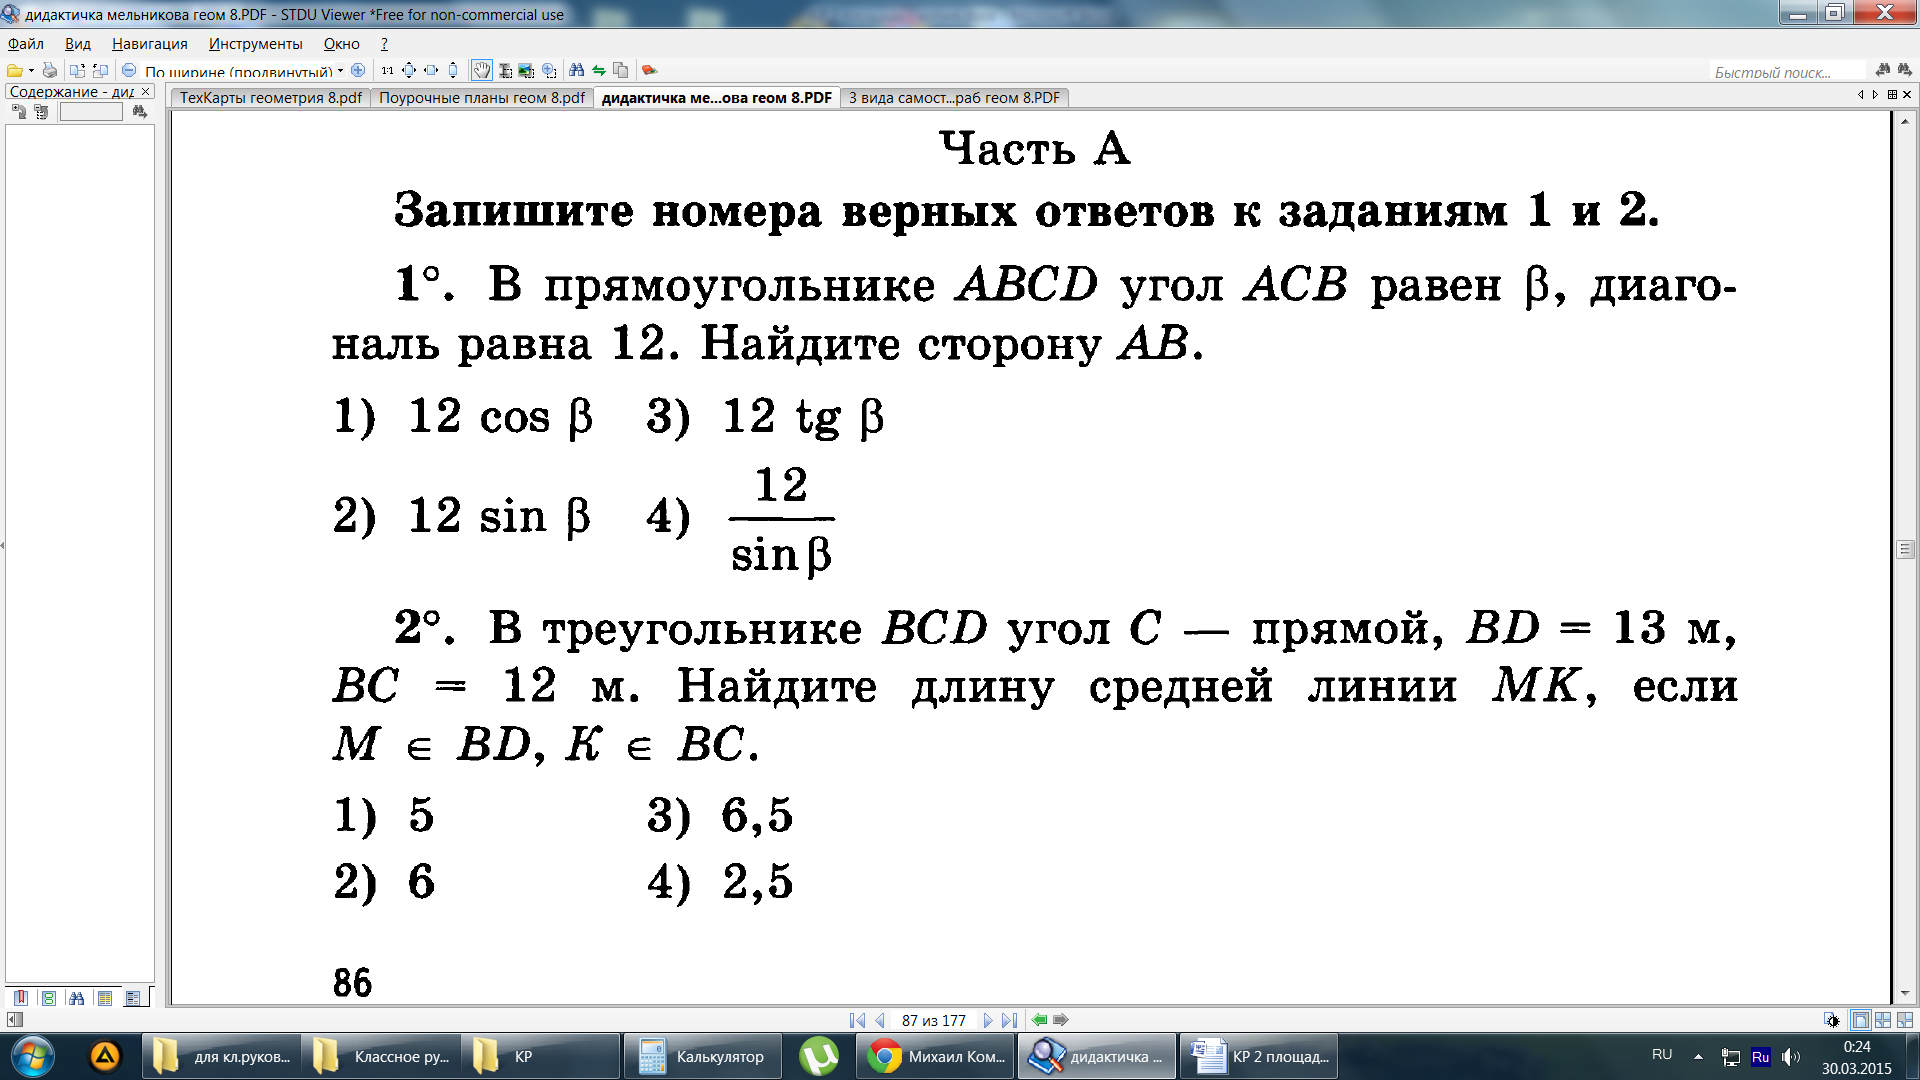 дидактичка мельникова геом 8.PDF - STDU Viewer *Free for non-commercial use
Файл Вид Навигация Инструменты Окно ?
По ширине (продвинутый) 1:1 Быстрый поиск...
Содержание - дид
ТехКарты геометрия 8.pdf Поурочные планы геом 8.pdf дидактичка ме...ова геом 8.PDF 3 вида самост...раб геом 8.PDF
Часть А
Запишите номера верных ответов к заданиям 1 и 2.
1°. В прямоугольнике ABCD угол ACB равен β, диаго-
наль равна 12. Найдите сторону AB.
1) 12 cos β 3) 12 tg β
2) 12 sin β 4) 12
sin β
2°. В треугольнике BCD угол C — прямой, BD = 13 м,
BC = 12 м. Найдите длину средней линии MK, если
M ∈ BD, K ∈ BC.
1) 5 3) 6,5
2) 6 4) 2,5
86
87 из 177
для кл.руков... Классное ру... КР Калькулятор Михаил Ком... дидактичка ... КР 2 площад... RU Ru 0:24
30.03.2015